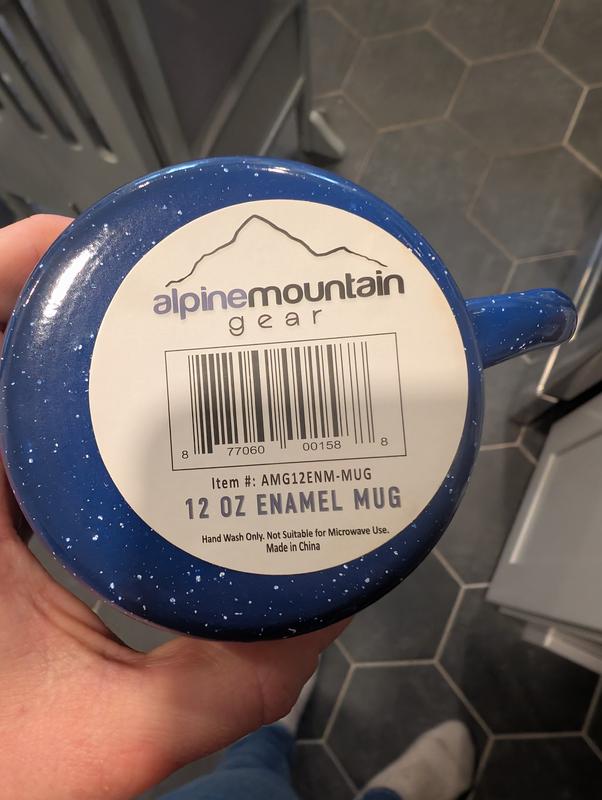 alpinemountain
gear
8 77060 00158 8
Item #: AMG12ENM-MUG
12 OZ ENAMEL MUG
Hand Wash Only. Not Suitable for Microwave Use.
Made in China